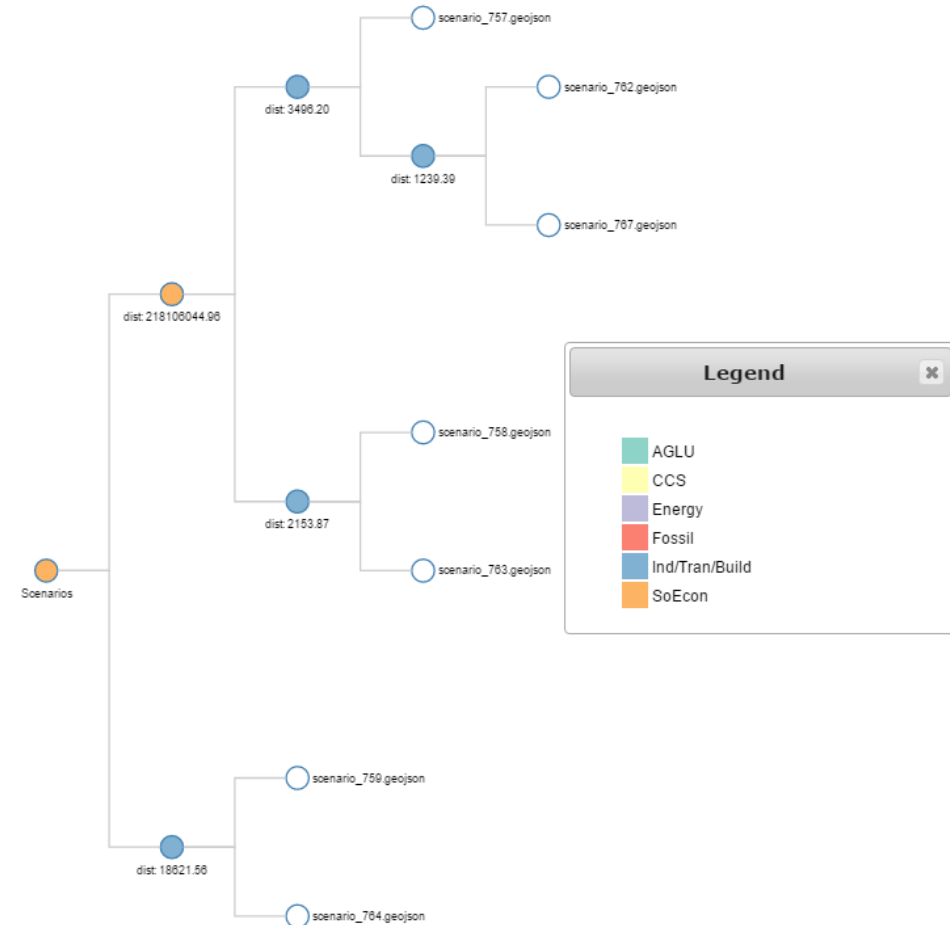 scenario_757.geojson
scenario_762.geojson
dist: 3496.20
dist: 1239.39
scenario_767.geojson
dist: 218106044.96
Legend
scenario_758.geojson
AGLU
CCS
Energy
dist: 2153.87
Fossil
Ind/Tran/Build
scenario_763.geojson
Scenarios
SoEcon
scenario_759.geojson
dist: 18621.56
scenario_764.geojson